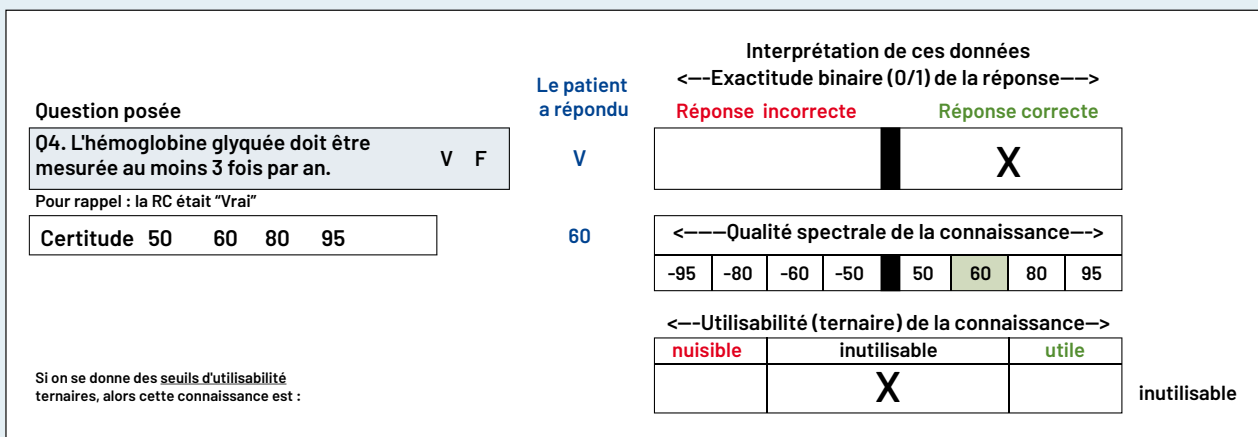 Interprétation de ces données
<---Exactitude binaire (0/1) de la réponse---->
Le patient
a répondu
Question posée
Réponse incorrecte
Réponse correcte
Q4. L'hémoglobine glyquée doit être
mesurée au moins 3 fois par an.
V F
V
X
Pour rappel : la RC était "Vrai"
Certitude 50 60 80 95
60
<-----Qualité spectrale de la connaissance--->
-95 -80 -60 -50 50 60 80 95
<---Utilisabilité (ternaire) de la connaissance-->
nuisible inutilisable utile
Si on se donne des seuils d'utilisabilité
ternaires, alors cette connaissance est :
X
inutilisable